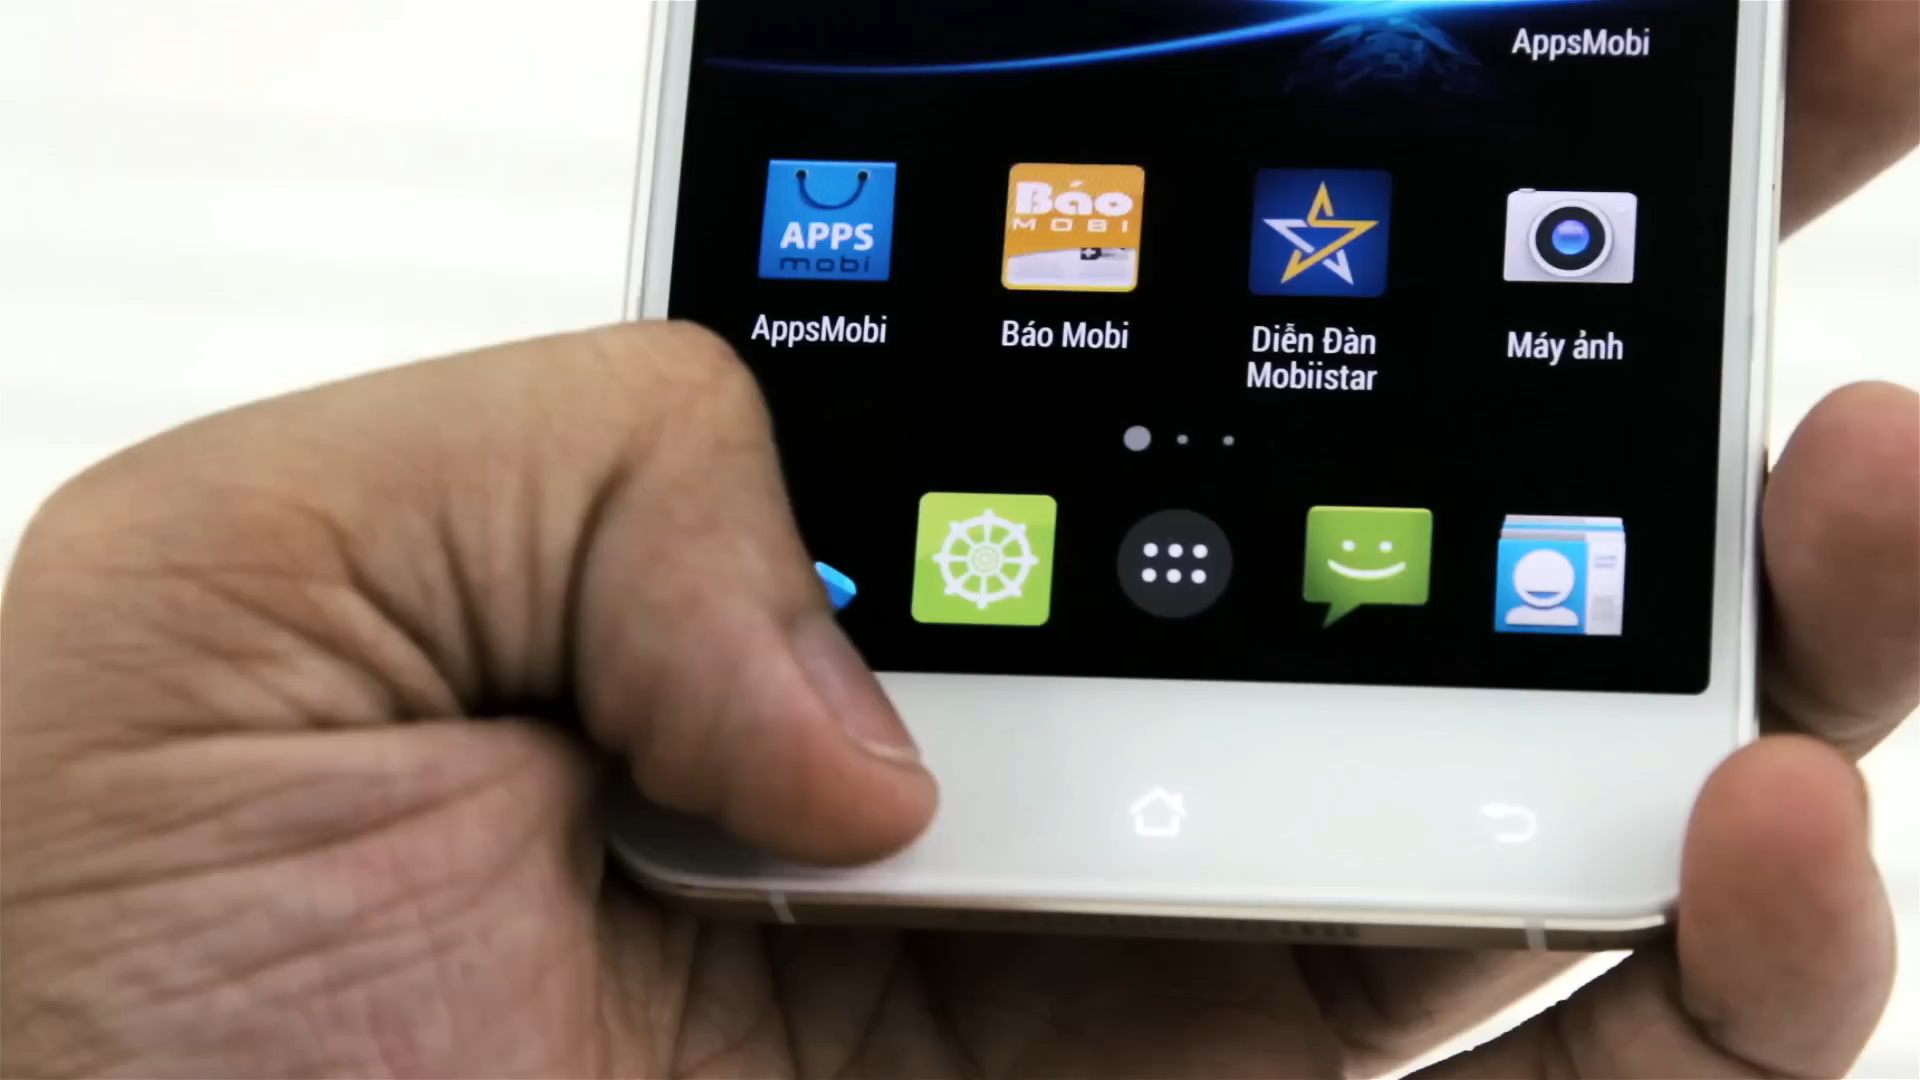 AppsMobi
APPS
mobi
Báo
MOBI
AppsMobi
Báo Mobi
Diễn Đàn
Mobiistar
Máy ảnh